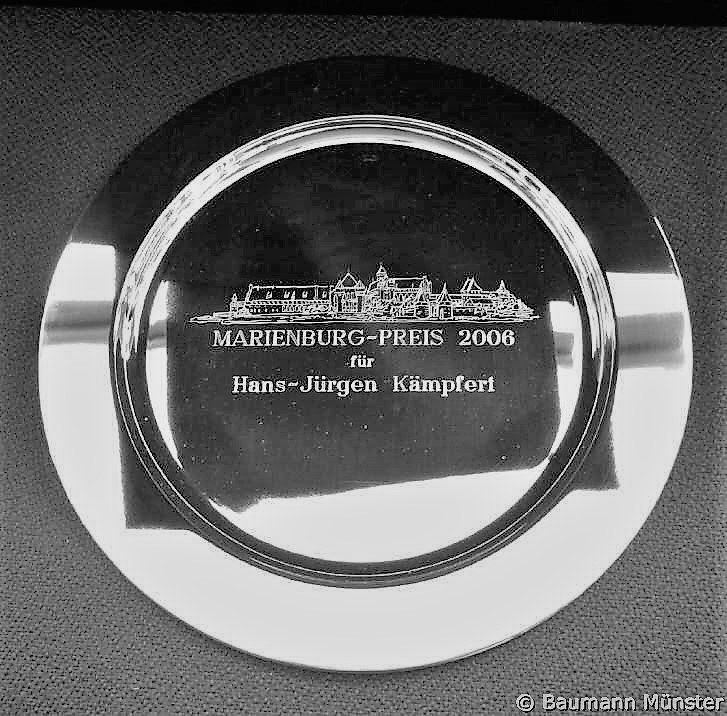 MARIENBURG-PREIS 2006
für
Hans-Jürgen Kämpfert
© Baumann Münster